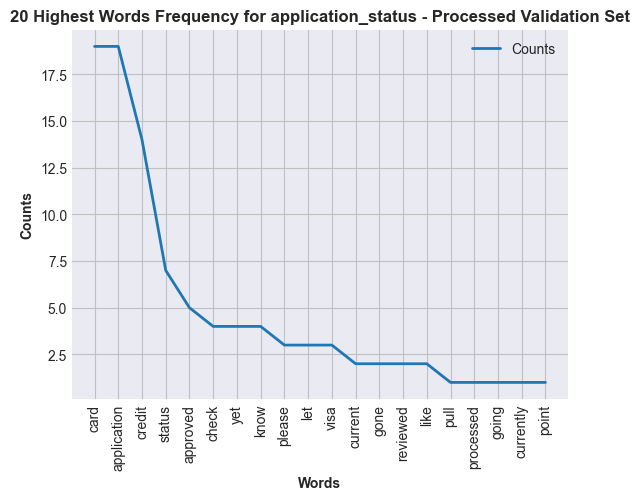 20 Highest Words Frequency for application_status - Processed Validation Set
Counts
17.5
15.0
12.5
10.0
7.5
5.0
2.5
Counts
card
application
credit
status
approved
check
yet
know
please
let
visa
current
gone
reviewed
like
pull
processed
going
currently
point
Words